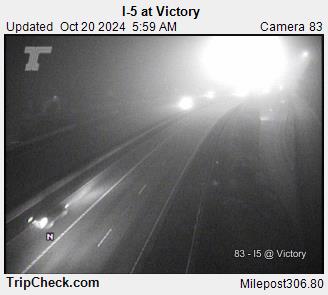 I-5 at Victory
Updated Oct 20 2024 5:59 AM Camera 83
T
N
83 - I5 @ Victory
TripCheck.com Milepost306.80